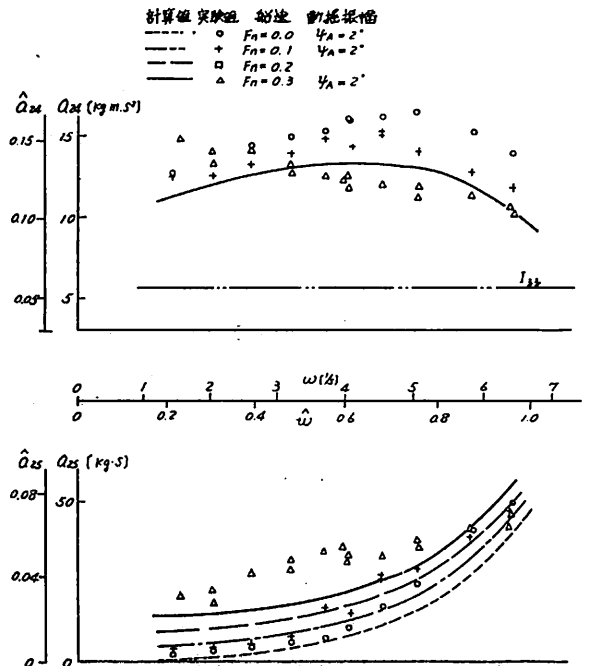 計算値 実験値 船速 動揺振幅
○ Fn=0.0 ψA=2°
+ Fn=0.1 ψA=2°
□ Fn=0.2
△ Fn=0.3 ψA=2°
â24 a24 (kg m.s²)
0.15 15
0.10 10
0.05 5
I
0 1 2 3 ω(1/s) 4 5 6 7
0.2 0.4 ω̂ 0.6 0.8 1.0
â25 a25 (kg·s)
0.08 50
0.04
0 0